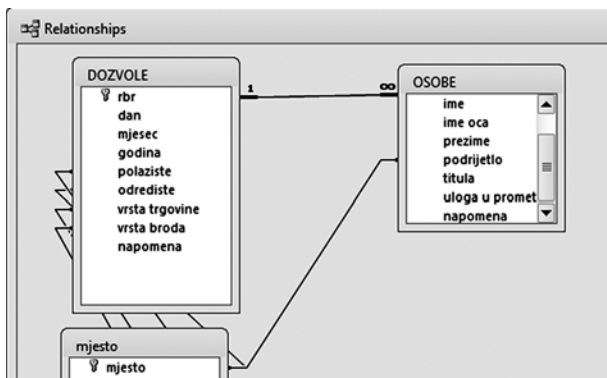 Relationships
DOZVOLE
rbr
dan
mjesec
godina
polaziste
odrediste
vrsta trgovine
vrsta broda
napomena
1
∞
OSOBE
ime
ime oca
prezime
podrijetlo
titula
uloga u promet
napomena
mjesto
mjesto